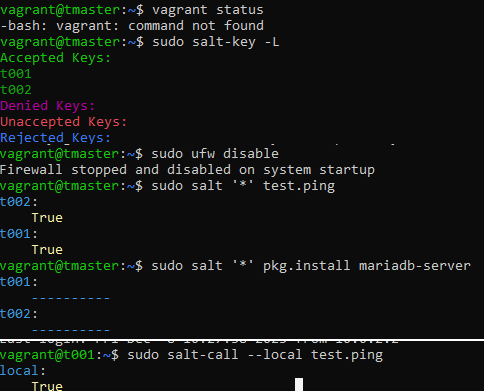 vagrant@tmaster:~$ vagrant status
-bash: vagrant: command not found
vagrant@tmaster:~$ sudo salt-key -L
Accepted Keys:
t001
t002
Denied Keys:
Unaccepted Keys:
Rejected Keys:
vagrant@tmaster:~$ sudo ufw disable
Firewall stopped and disabled on system startup
vagrant@tmaster:~$ sudo salt '*' test.ping
t002:
    True
t001:
    True
vagrant@tmaster:~$ sudo salt '*' pkg.install mariadb-server
t001:
    ----------
t002:
    ----------
vagrant@t001:~$ sudo salt-call --local test.ping
local:
    True